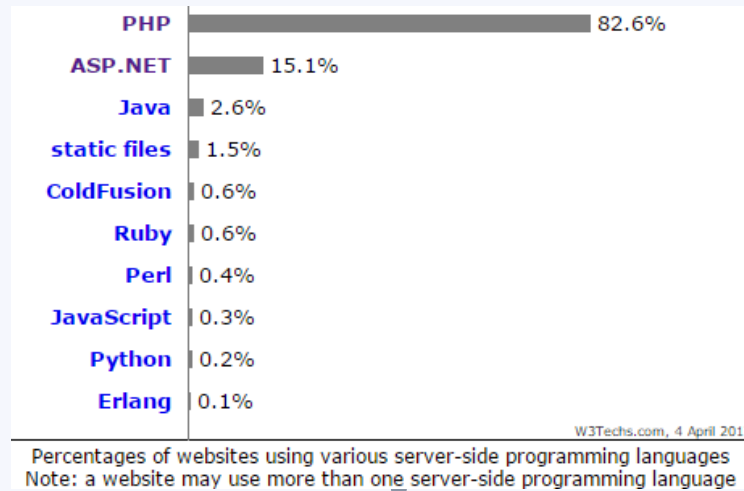 PHP 82.6%
ASP.NET 15.1%
Java 2.6%
static files 1.5%
ColdFusion 0.6%
Ruby 0.6%
Perl 0.4%
JavaScript 0.3%
Python 0.2%
Erlang 0.1%
W3Techs.com, 4 April 201
Percentages of websites using various server-side programming languages
Note: a website may use more than one server-side programming language